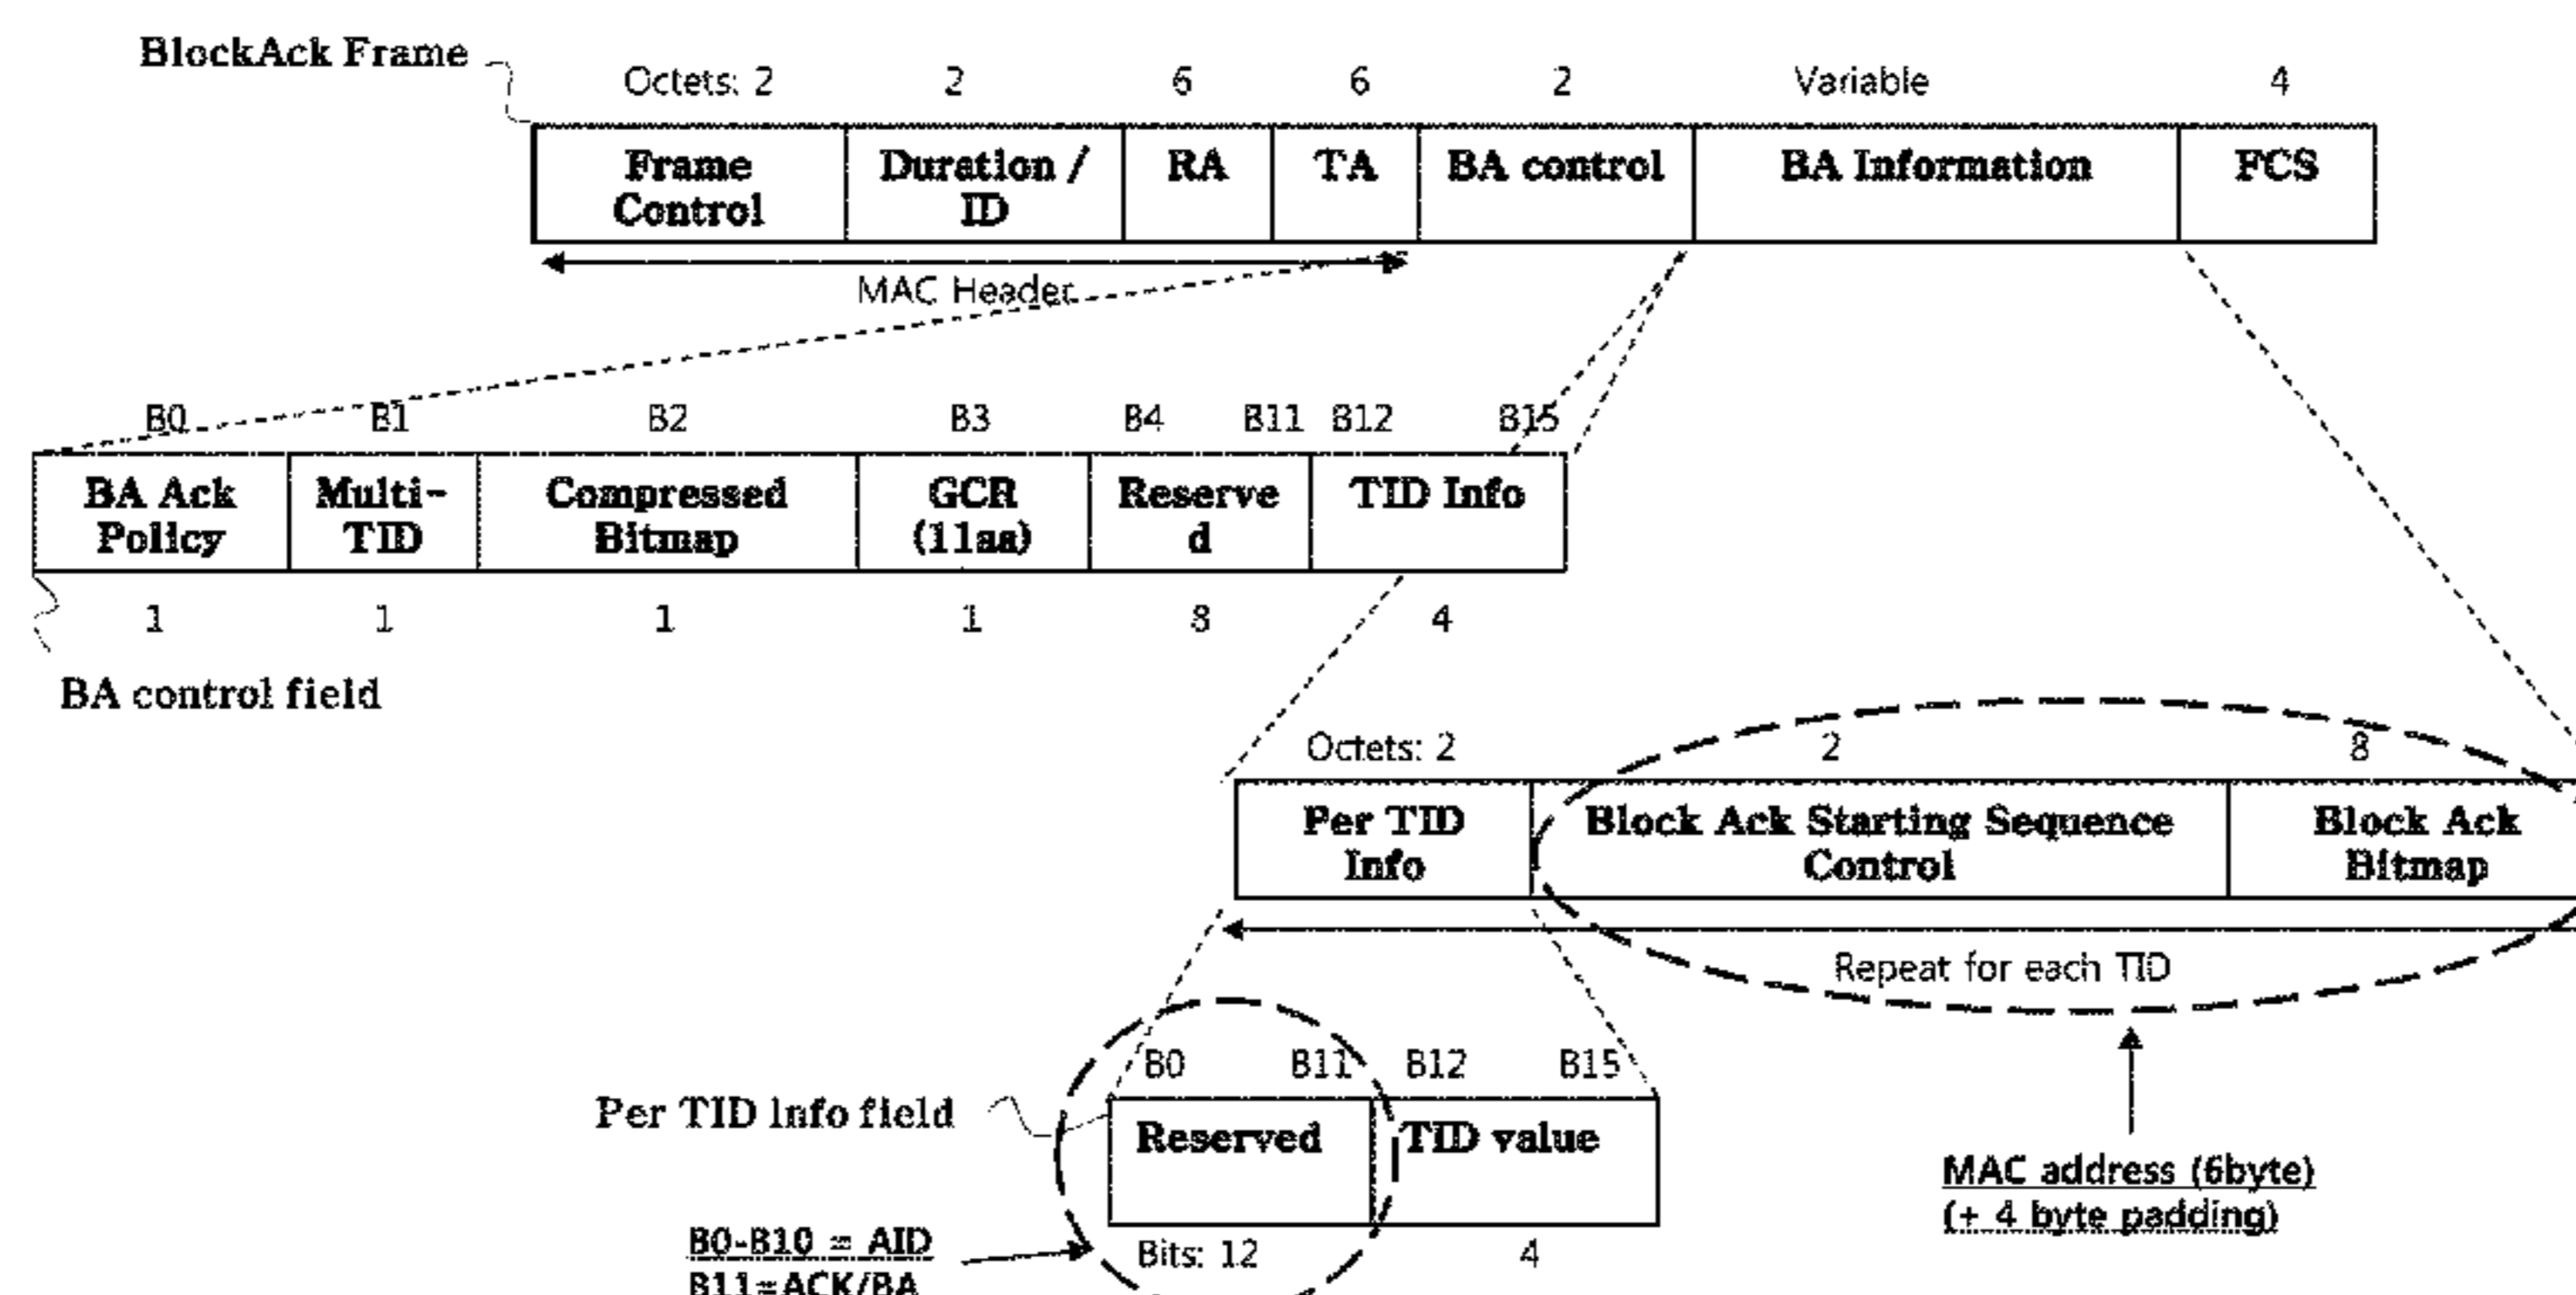 BlockAck Frame
Octets: 2 2 6 6 2 Variable 4
Frame Control Duration / ID RA TA BA control BA Information FCS
MAC Header
B0 B1 B2 B3 B4 B11 B12 B15
BA Ack Policy Multi-TID Compressed Bitmap GCR (11aa) Reserved TID Info
1 1 1 1 8 4
BA control field
Octets: 2 2 8
Per TID Info Block Ack Starting Sequence Control Block Ack Bitmap
Repeat for each TID
B0 B11 B12 B15
Per TID Info field
Reserved TID value
Bits: 12 4
MAC address (6byte)
(+ 4 byte padding)
B0-B10 = AID
B11=ACK/BA